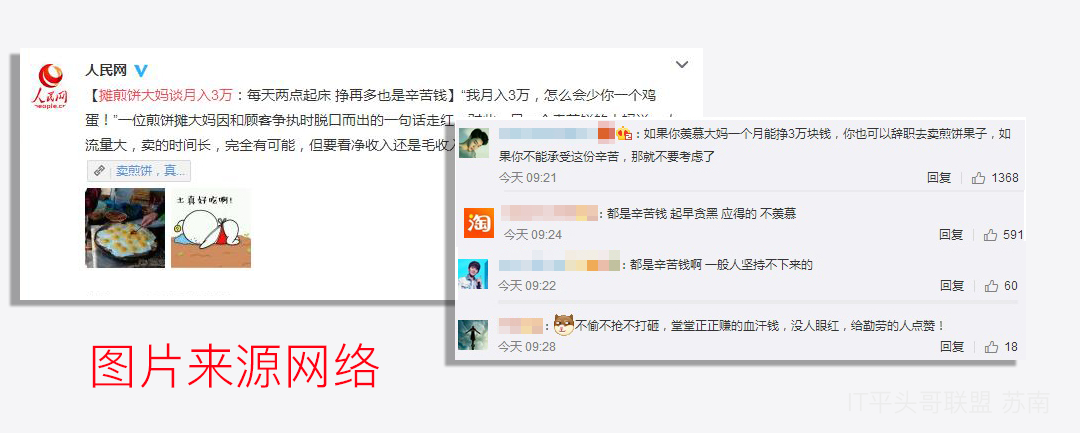 人民网
【摊煎饼大妈谈月入3万：每天两点起床 挣再多也是辛苦钱】“我月入3万，怎么会少你一个鸡
蛋！”一位煎饼摊大妈因和顾客争执时脱口而出的一句话走红。
流量大，卖的时间长，完全有可能，但要看净收入还是毛收入
卖煎饼，真...
人民网
people.cn
土真好吃啊!
：如果你羡慕大妈一个月能挣3万块钱，你也可以辞职去卖煎饼果子，如
果你不能承受这份辛苦，那就不要考虑了
今天 09:21
回复 1368
淘
：都是辛苦钱 起早贪黑 应得的 不羡慕
今天 09:24
回复 591
：都是辛苦钱啊 一般人坚持不下来的
今天 09:22
回复 60
：不偷不抢不打砸，堂堂正正赚的血汗钱，没人眼红，给勤劳的人点赞！
今天 09:28
回复 18
图片来源网络
IT平头哥联盟 苏南